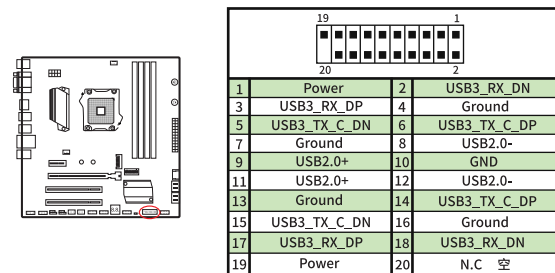 19 1
20 2
1 Power 2 USB3_RX_DN
3 USB3_RX_DP 4 Ground
5 USB3_TX_C_DN 6 USB3_TX_C_DP
7 Ground 8 USB2.0-
9 USB2.0+ 10 GND
11 USB2.0+ 12 USB2.0-
13 Ground 14 USB3_TX_C_DP
15 USB3_TX_C_DN 16 Ground
17 USB3_RX_DP 18 USB3_RX_DN
19 Power 20 N.C 空